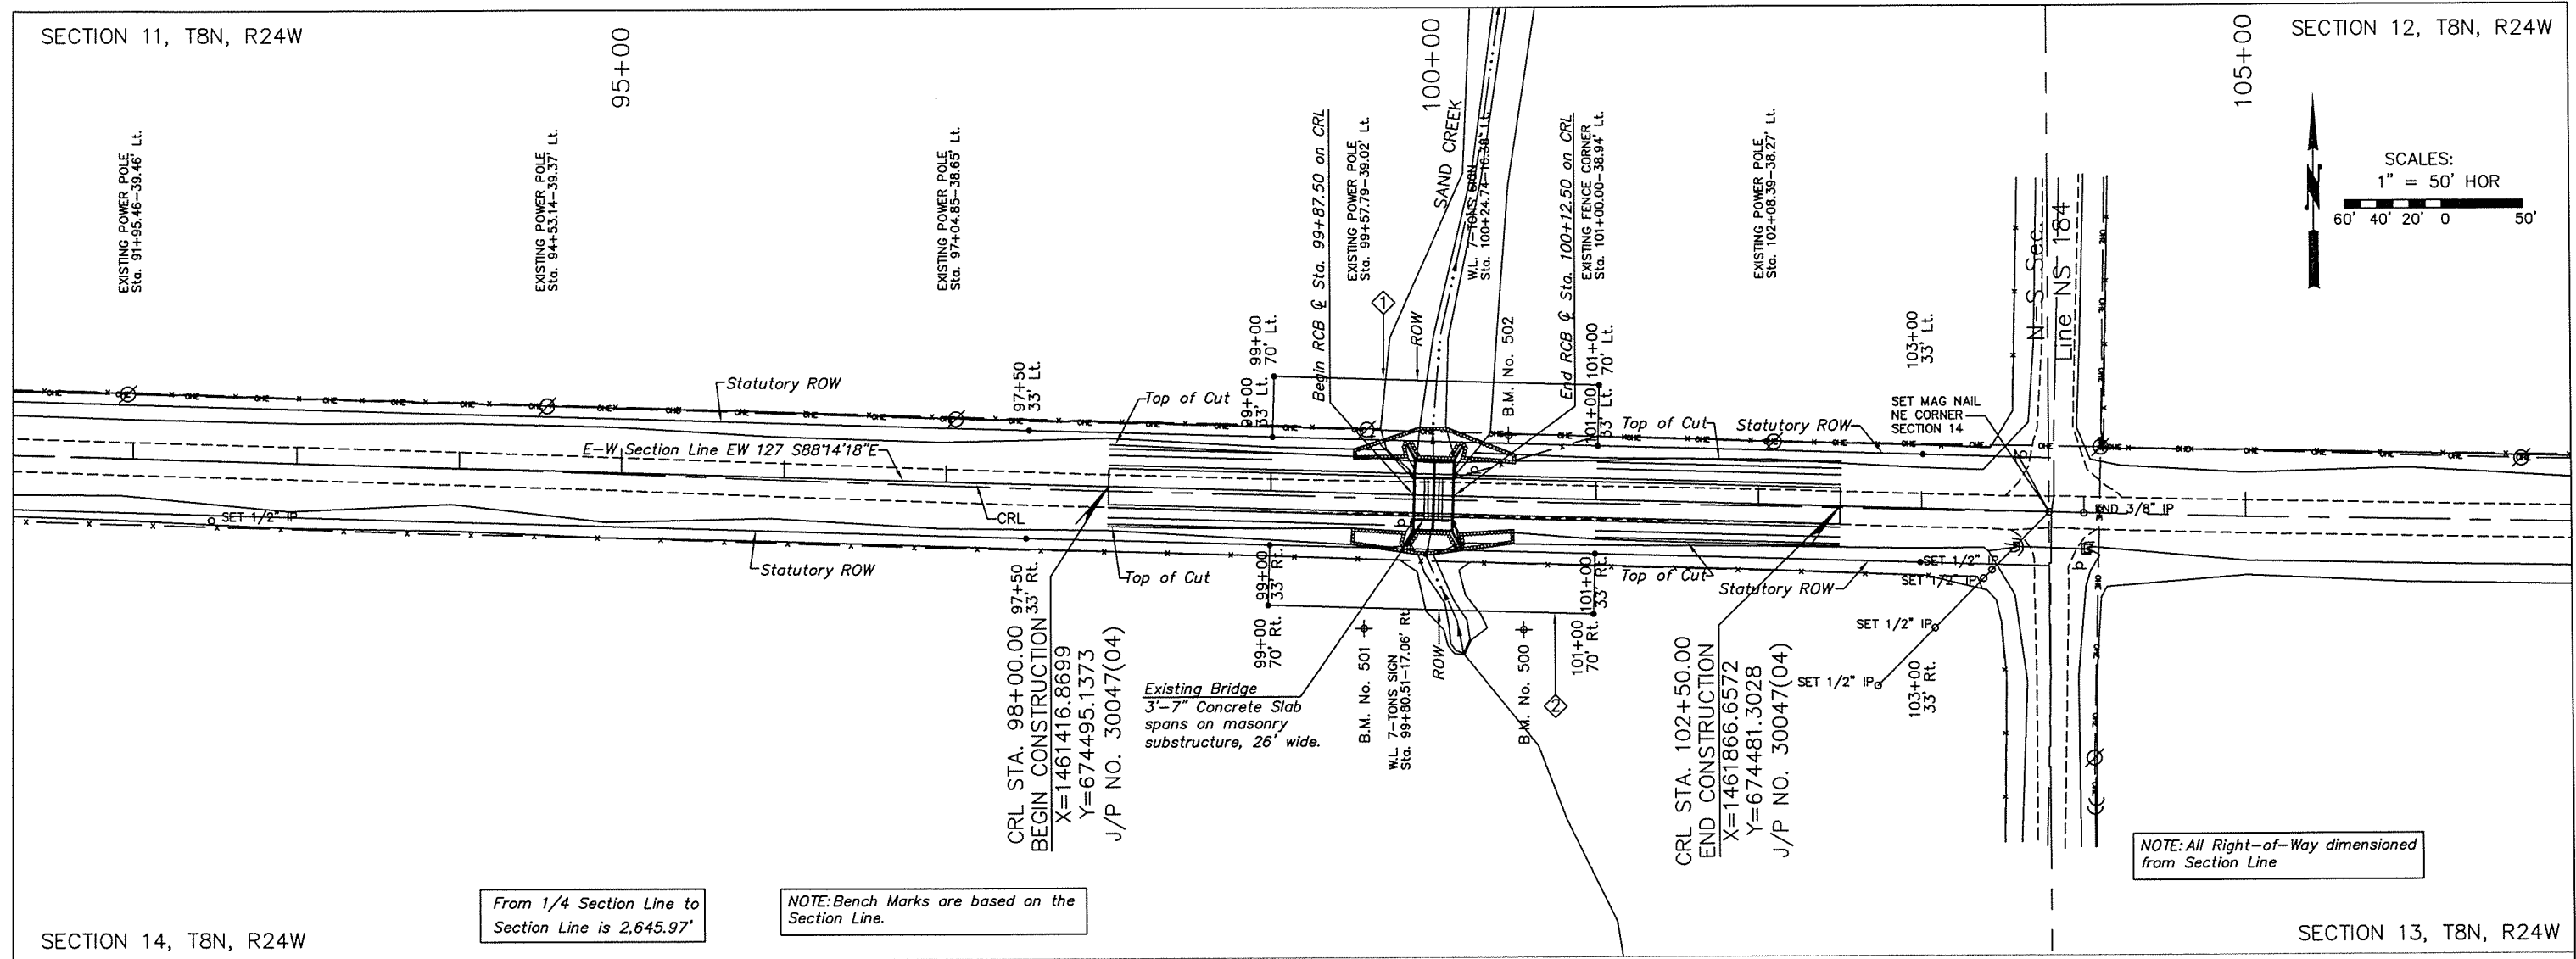 SECTION 11, T8N, R24W
95+00
100+00
SECTION 12, T8N, R24W
105+00
EXISTING POWER POLE
Sta. 91+95.46-39.46' Lt.
EXISTING POWER POLE
Sta. 94+53.14-39.37' Lt.
EXISTING POWER POLE
Sta. 97+04.85-38.65' Lt.
Begin RCB ℄ Sta. 99+87.50 on CRL
EXISTING POWER POLE
Sta. 99+57.79-39.02' Lt.
SAND CREEK
W.L. 7-TONS SIGN
Sta. 100+24.74-16.38' Lt.
End RCB ℄ Sta. 100+12.50 on CRL
EXISTING FENCE CORNER
Sta. 101+00.00-38.94' Lt.
EXISTING POWER POLE
Sta. 102+08.39-38.27' Lt.
N-S Sec.
Line NS 184
N
SCALES:
1" = 50' HOR
60' 40' 20' 0 50'
1
ROW
B.M. No. 502
97+50
33' Lt.
99+00
33' Lt.
99+00
70' Lt.
101+00
33' Lt.
101+00
70' Lt.
103+00
33' Lt.
Statutory ROW
Top of Cut
Top of Cut
Statutory ROW
SET MAG NAIL
NE CORNER
SECTION 14
OHE
E-W Section Line EW 127 S88°14'18"E
CRL
SET 1/2" IP
END 3/8" IP
Statutory ROW
Top of Cut
Top of Cut
Statutory ROW
SET 1/2" IP
SET 1/2" IP
SET 1/2" IP
SET 1/2" IP
97+50
33' Rt.
99+00
33' Rt.
99+00
70' Rt.
101+00
33' Rt.
101+00
70' Rt.
103+00
33' Rt.
CRL STA. 98+00.00
BEGIN CONSTRUCTION
X=1461416.8699
Y=674495.1373
J/P NO. 30047(04)
Existing Bridge
3'-7" Concrete Slab
spans on masonry
substructure, 26' wide.
B.M. No. 501
W.L. 7-TONS SIGN
Sta. 99+80.51-17.06' Rt.
ROW
B.M. No. 500
2
CRL STA. 102+50.00
END CONSTRUCTION
X=1461866.6572
Y=674481.3028
J/P NO. 30047(04)
NOTE: All Right-of-Way dimensioned
from Section Line
From 1/4 Section Line to
Section Line is 2,645.97'
NOTE: Bench Marks are based on the
Section Line.
SECTION 14, T8N, R24W
SECTION 13, T8N, R24W